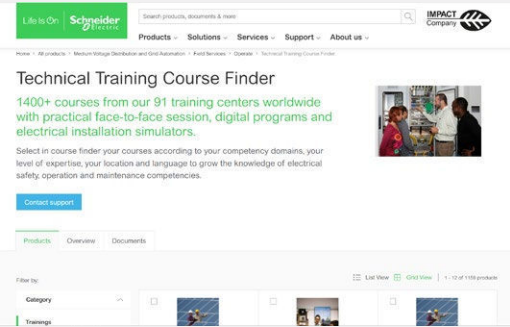 Life Is On | Schneider Electric
Search products, documents & more
IMPACT Company
Products Solutions Services Support About us
Home > All products > Medium Voltage Distribution and Grid Automation > Field Services > Operate > Technical Training Course Finder
Technical Training Course Finder
1400+ courses from our 91 training centers worldwide
with practical face-to-face session, digital programs and
electrical installation simulators.
Select in course finder your courses according to your competency domains, your
level of expertise, your location and language to grow the knowledge of electrical
safety, operation and maintenance competencies.
Contact support
Products Overview Documents
Filter by:
List View Grid View | 1 - 12 of 1159 products
Category
Trainings